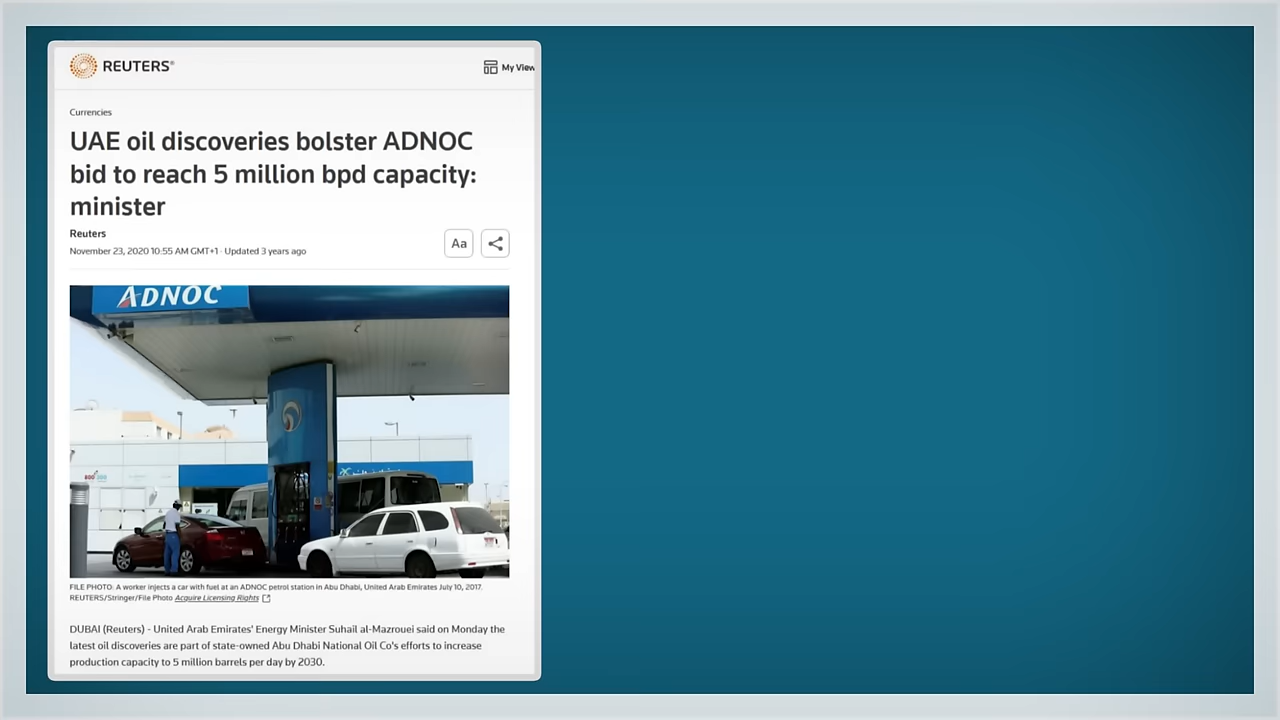 REUTERS®
My View
Currencies
UAE oil discoveries bolster ADNOC
bid to reach 5 million bpd capacity:
minister
Reuters
November 23, 2020 10:55 AM GMT+1 · Updated 3 years ago
Aa
ADNOC
FILE PHOTO: A worker injects a car with fuel at an ADNOC petrol station in Abu Dhabi, United Arab Emirates July 10, 2017.
REUTERS/Stringer/File Photo Acquire Licensing Rights
DUBAI (Reuters) - United Arab Emirates' Energy Minister Suhail al-Mazrouei said on Monday the
latest oil discoveries are part of state-owned Abu Dhabi National Oil Co's efforts to increase
production capacity to 5 million barrels per day by 2030.